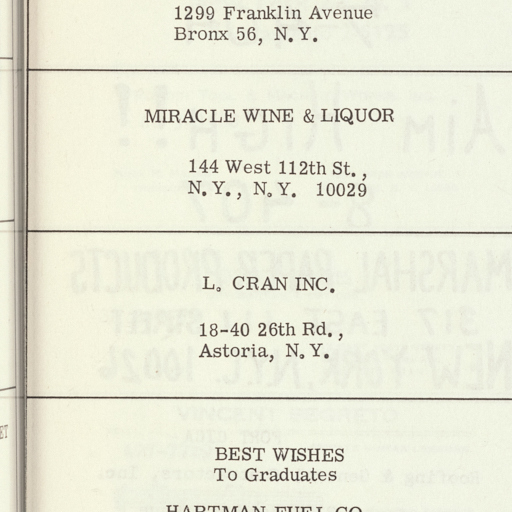 1299 Franklin Avenue
Bronx 56, N.Y.
MIRACLE WINE & LIQUOR
144 West 112th St.,
N.Y., N.Y. 10029
L. CRAN INC.
18-40 26th Rd.,
Astoria, N.Y.
BEST WISHES
To Graduates
HARTMAN FUEL CO